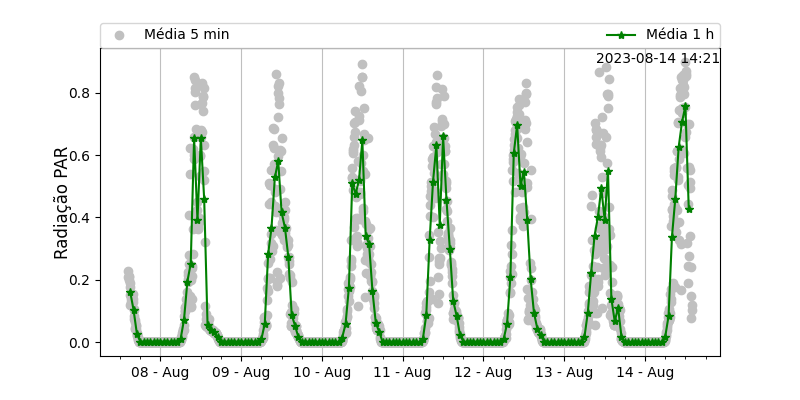 Média 5 min
Média 1 h
2023-08-14 14:21
Radiação PAR
0.8
0.6
0.4
0.2
0.0
08 - Aug
09 - Aug
10 - Aug
11 - Aug
12 - Aug
13 - Aug
14 - Aug